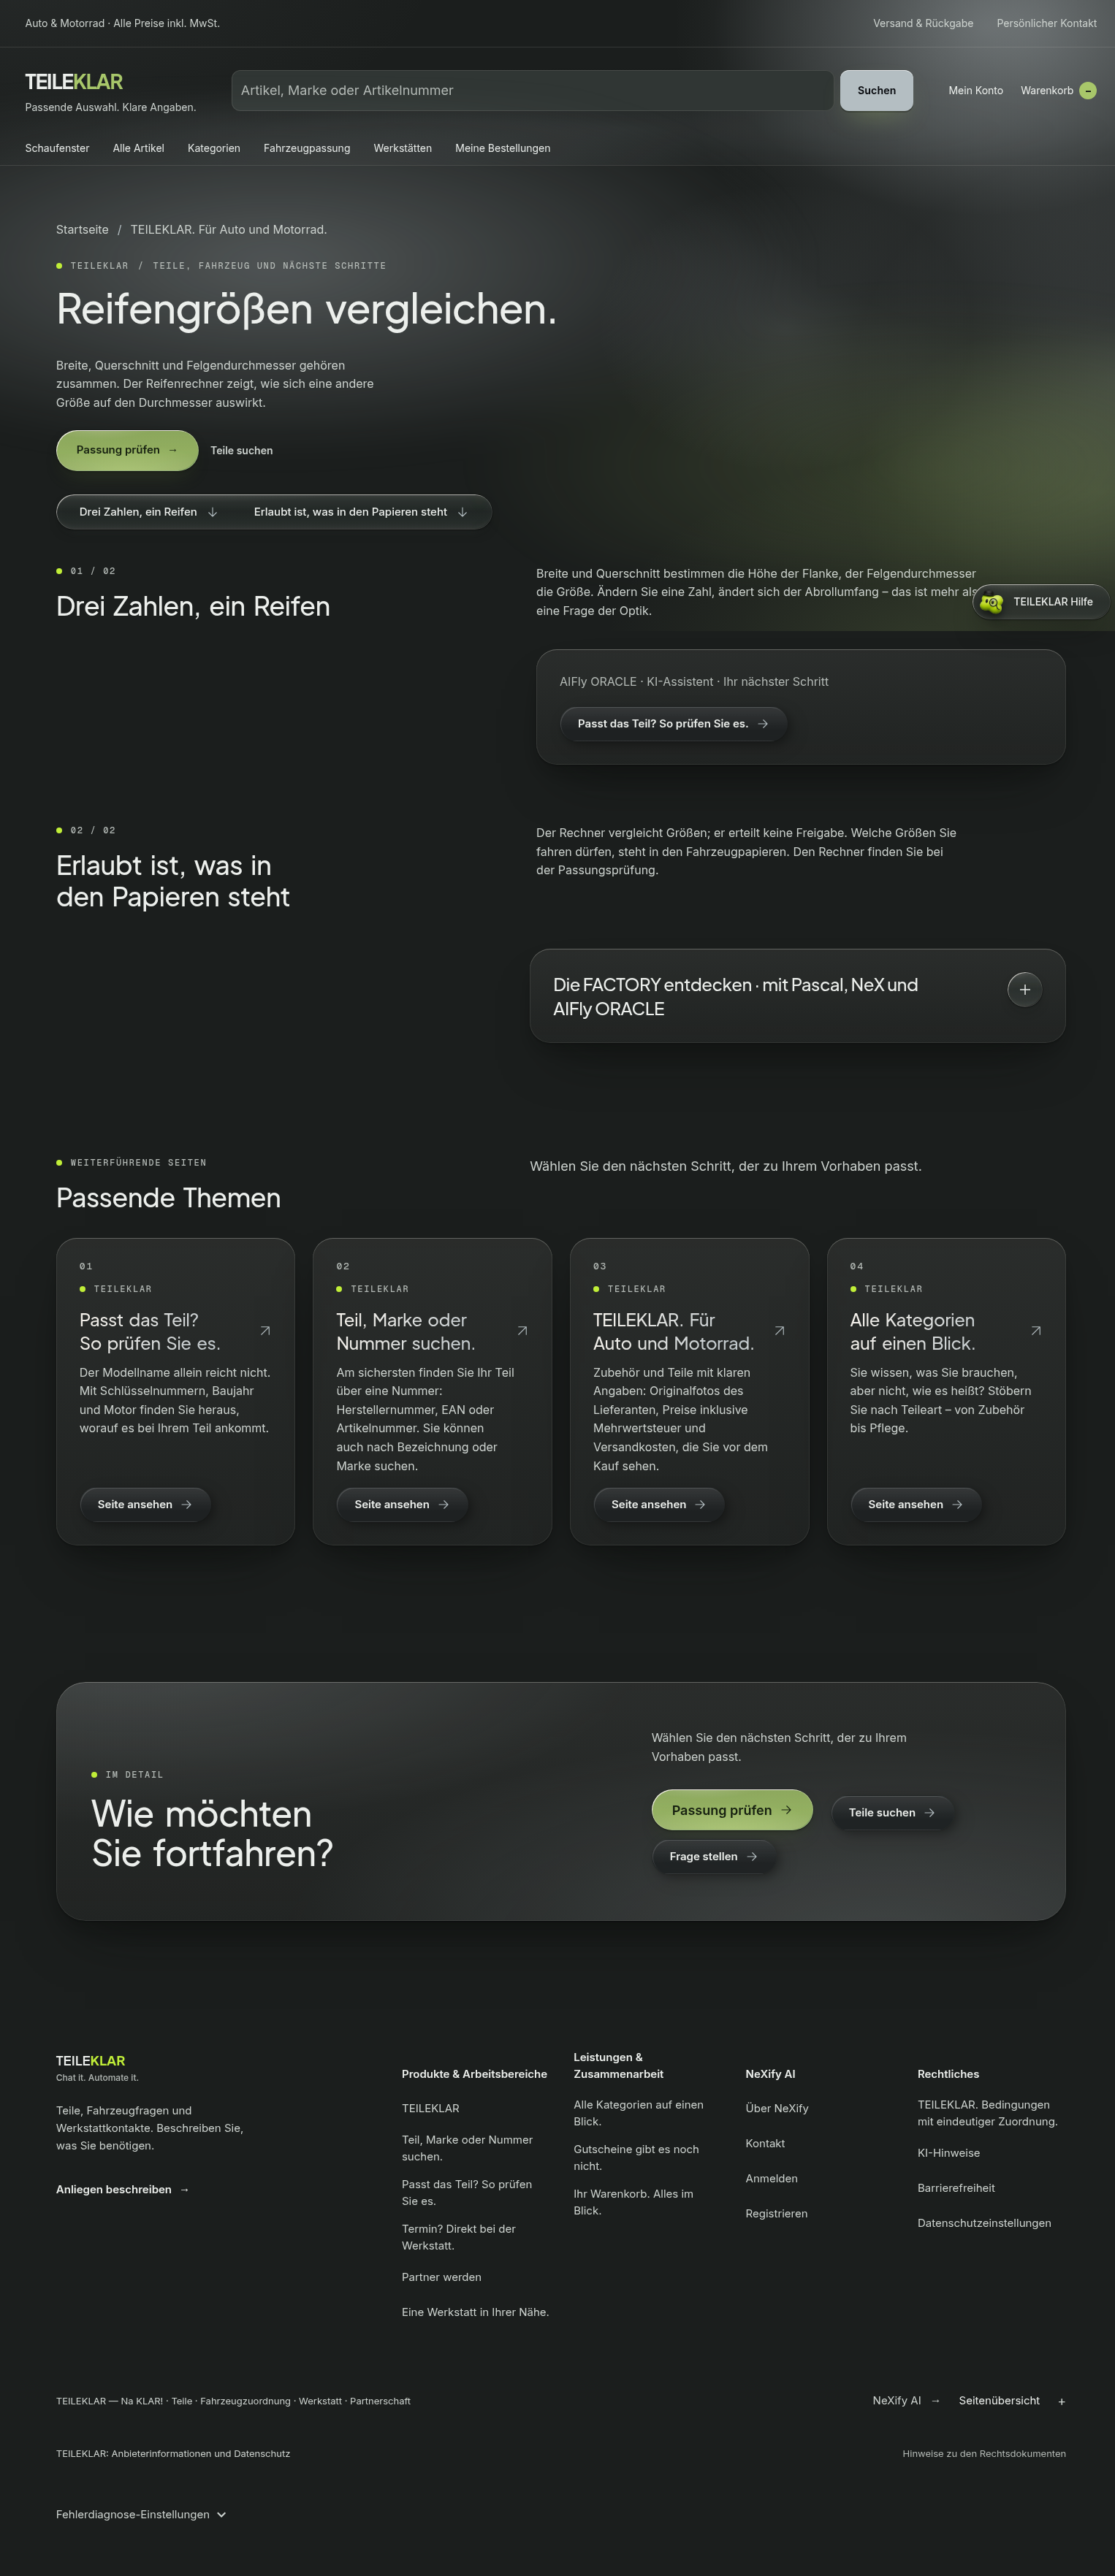 Auto & Motorrad · Alle Preise inkl. MwSt.
Versand & Rückgabe
Persönlicher Kontakt
TEILEKLAR
Passende Auswahl. Klare Angaben.
Artikel, Marke oder Artikelnummer
Suchen
Mein Konto
Warenkorb –
Schaufenster
Alle Artikel
Kategorien
Fahrzeugpassung
Werkstätten
Meine Bestellungen
Startseite / TEILEKLAR. Für Auto und Motorrad.
TEILEKLAR / TEILE, FAHRZEUG UND NÄCHSTE SCHRITTE
Reifengrößen vergleichen.
Breite, Querschnitt und Felgendurchmesser gehören
zusammen. Der Reifenrechner zeigt, wie sich eine andere
Größe auf den Durchmesser auswirkt.
Passung prüfen →
Teile suchen
Drei Zahlen, ein Reifen ↓
Erlaubt ist, was in den Papieren steht ↓
01 / 02
Drei Zahlen, ein Reifen
Breite und Querschnitt bestimmen die Höhe der Flanke, der Felgendurchmesser
die Größe. Ändern Sie eine Zahl, ändert sich der Abrollumfang – das ist mehr als
eine Frage der Optik.
TEILEKLAR Hilfe
AIFly ORACLE · KI-Assistent · Ihr nächster Schritt
Passt das Teil? So prüfen Sie es. →
02 / 02
Erlaubt ist, was in
den Papieren steht
Der Rechner vergleicht Größen; er erteilt keine Freigabe. Welche Größen Sie
fahren dürfen, steht in den Fahrzeugpapieren. Den Rechner finden Sie bei
der Passungsprüfung.
Die FACTORY entdecken · mit Pascal, NeX und
AIFly ORACLE
+
WEITERFÜHRENDE SEITEN
Passende Themen
Wählen Sie den nächsten Schritt, der zu Ihrem Vorhaben passt.
01
TEILEKLAR
Passt das Teil?
So prüfen Sie es.
Der Modellname allein reicht nicht.
Mit Schlüsselnummern, Baujahr
und Motor finden Sie heraus,
worauf es bei Ihrem Teil ankommt.
Seite ansehen →
02
TEILEKLAR
Teil, Marke oder
Nummer suchen.
Am sichersten finden Sie Ihr Teil
über eine Nummer:
Herstellernummer, EAN oder
Artikelnummer. Sie können
auch nach Bezeichnung oder
Marke suchen.
Seite ansehen →
03
TEILEKLAR
TEILEKLAR. Für
Auto und Motorrad.
Zubehör und Teile mit klaren
Angaben: Originalfotos des
Lieferanten, Preise inklusive
Mehrwertsteuer und
Versandkosten, die Sie vor dem
Kauf sehen.
Seite ansehen →
04
TEILEKLAR
Alle Kategorien
auf einen Blick.
Sie wissen, was Sie brauchen,
aber nicht, wie es heißt? Stöbern
Sie nach Teileart – von Zubehör
bis Pflege.
Seite ansehen →
IM DETAIL
Wie möchten
Sie fortfahren?
Wählen Sie den nächsten Schritt, der zu Ihrem
Vorhaben passt.
Passung prüfen →
Teile suchen →
Frage stellen →
TEILEKLAR
Chat it. Automate it.
Teile, Fahrzeugfragen und
Werkstattkontakte. Beschreiben Sie,
was Sie benötigen.
Anliegen beschreiben →
Produkte & Arbeitsbereiche
TEILEKLAR
Teil, Marke oder Nummer
suchen.
Passt das Teil? So prüfen
Sie es.
Termin? Direkt bei der
Werkstatt.
Partner werden
Eine Werkstatt in Ihrer Nähe.
Leistungen &
Zusammenarbeit
Alle Kategorien auf einen
Blick.
Gutscheine gibt es noch
nicht.
Ihr Warenkorb. Alles im
Blick.
NeXify AI
Über NeXify
Kontakt
Anmelden
Registrieren
Rechtliches
TEILEKLAR. Bedingungen
mit eindeutiger Zuordnung.
KI-Hinweise
Barrierefreiheit
Datenschutzeinstellungen
TEILEKLAR — Na KLAR! · Teile · Fahrzeugzuordnung · Werkstatt · Partnerschaft
NeXify AI →
Seitenübersicht +
TEILEKLAR: Anbieterinformationen und Datenschutz
Hinweise zu den Rechtsdokumenten
Fehlerdiagnose-Einstellungen